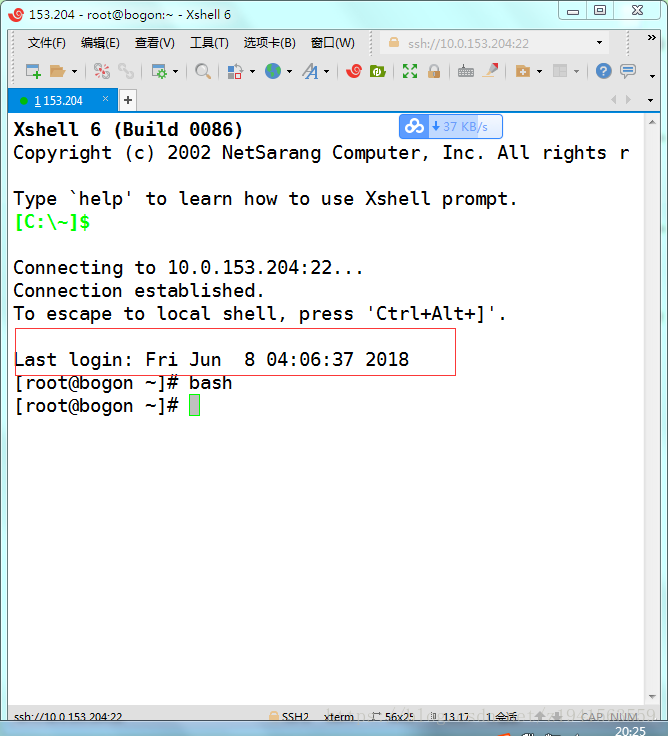 153.204 - root@bogon:~ - Xshell 6
文件(F) 编辑(E) 查看(V) 工具(T) 选项卡(B) 窗口(W) ssh://10.0.153.204:22
1 153.204
37 KB/s
Xshell 6 (Build 0086)
Copyright (c) 2002 NetSarang Computer, Inc. All rights r
Type `help' to learn how to use Xshell prompt.
[C:\~]$
Connecting to 10.0.153.204:22...
Connection established.
To escape to local shell, press 'Ctrl+Alt+]'.
Last login: Fri Jun  8 04:06:37 2018
[root@bogon ~]# bash
[root@bogon ~]#
ssh://10.0.153.204:22 SSH2 xterm 56x25 13,17 1 会话 CAP NUM
20:25